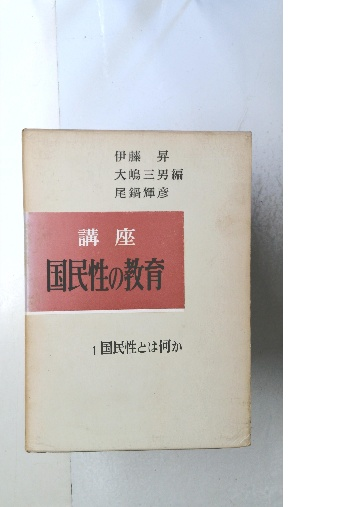 伊藤 昇
大嶋三男編
尾鍋輝彦
講座
国民性の教育
1 国民性とは何か